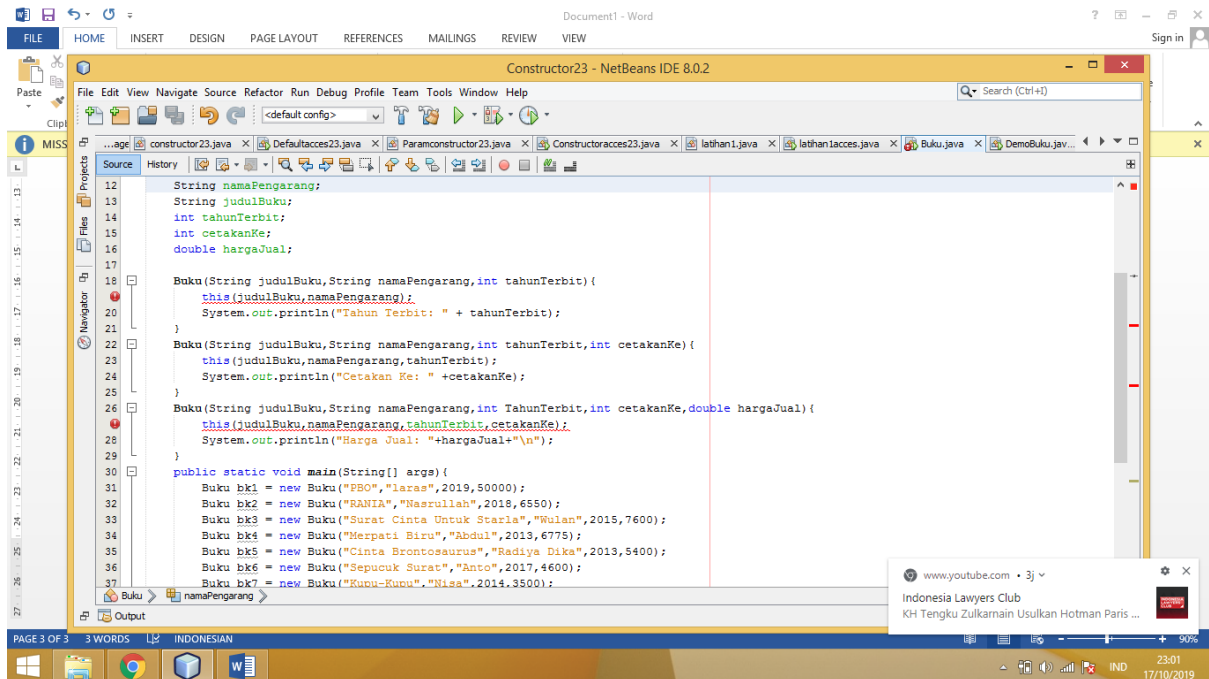 Document1 - Word
FILE HOME INSERT DESIGN PAGE LAYOUT REFERENCES MAILINGS REVIEW VIEW Sign in
Paste
Clipl
MISS
Constructor23 - NetBeans IDE 8.0.2
File Edit View Navigate Source Refactor Run Debug Profile Team Tools Window Help Search (Ctrl+I)
<default config>
...age constructor23.java Defaultacces23.java Paramconstructor23.java Constructoracces23.java latihan1.java lathan1acces.java Buku.java DemoBuku.jav...
Source History
Projects
Files
Navigator
12 String namaPengarang;
13 String judulBuku;
14 int tahunTerbit;
15 int cetakanKe;
16 double hargaJual;
17
18 Buku(String judulBuku,String namaPengarang,int tahunTerbit){
this(judulBuku,namaPengarang);
20 System.out.println("Tahun Terbit: " + tahunTerbit);
21 }
22 Buku(String judulBuku,String namaPengarang,int tahunTerbit,int cetakanKe){
23 this(judulBuku,namaPengarang,tahunTerbit);
24 System.out.println("Cetakan Ke: " +cetakanKe);
25 }
26 Buku(String judulBuku,String namaPengarang,int TahunTerbit,int cetakanKe,double hargaJual){
this(judulBuku,namaPengarang,tahunTerbit,cetakanKe);
28 System.out.println("Harga Jual: "+hargaJual+"\n");
29 }
30 public static void main(String[] args){
31 Buku bk1 = new Buku("PBO","laras",2019,50000);
32 Buku bk2 = new Buku("RANIA","Nasrullah",2018,6550);
33 Buku bk3 = new Buku("Surat Cinta Untuk Starla","Wulan",2015,7600);
34 Buku bk4 = new Buku("Merpati Biru","Abdul",2013,6775);
35 Buku bk5 = new Buku("Cinta Brontosaurus","Radiya Dika",2013,5400);
36 Buku bk6 = new Buku("Sepucuk Surat","Anto",2017,4600);
37 Buku bk7 = new Buku("Kupu-Kupu","Nisa",2014,3500);
Buku namaPengarang
Output
www.youtube.com • 3j
Indonesia Lawyers Club
KH Tengku Zulkarnain Usulkan Hotman Paris ...
PAGE 3 OF 3 3 WORDS INDONESIAN 90%
IND
23:01
17/10/2019